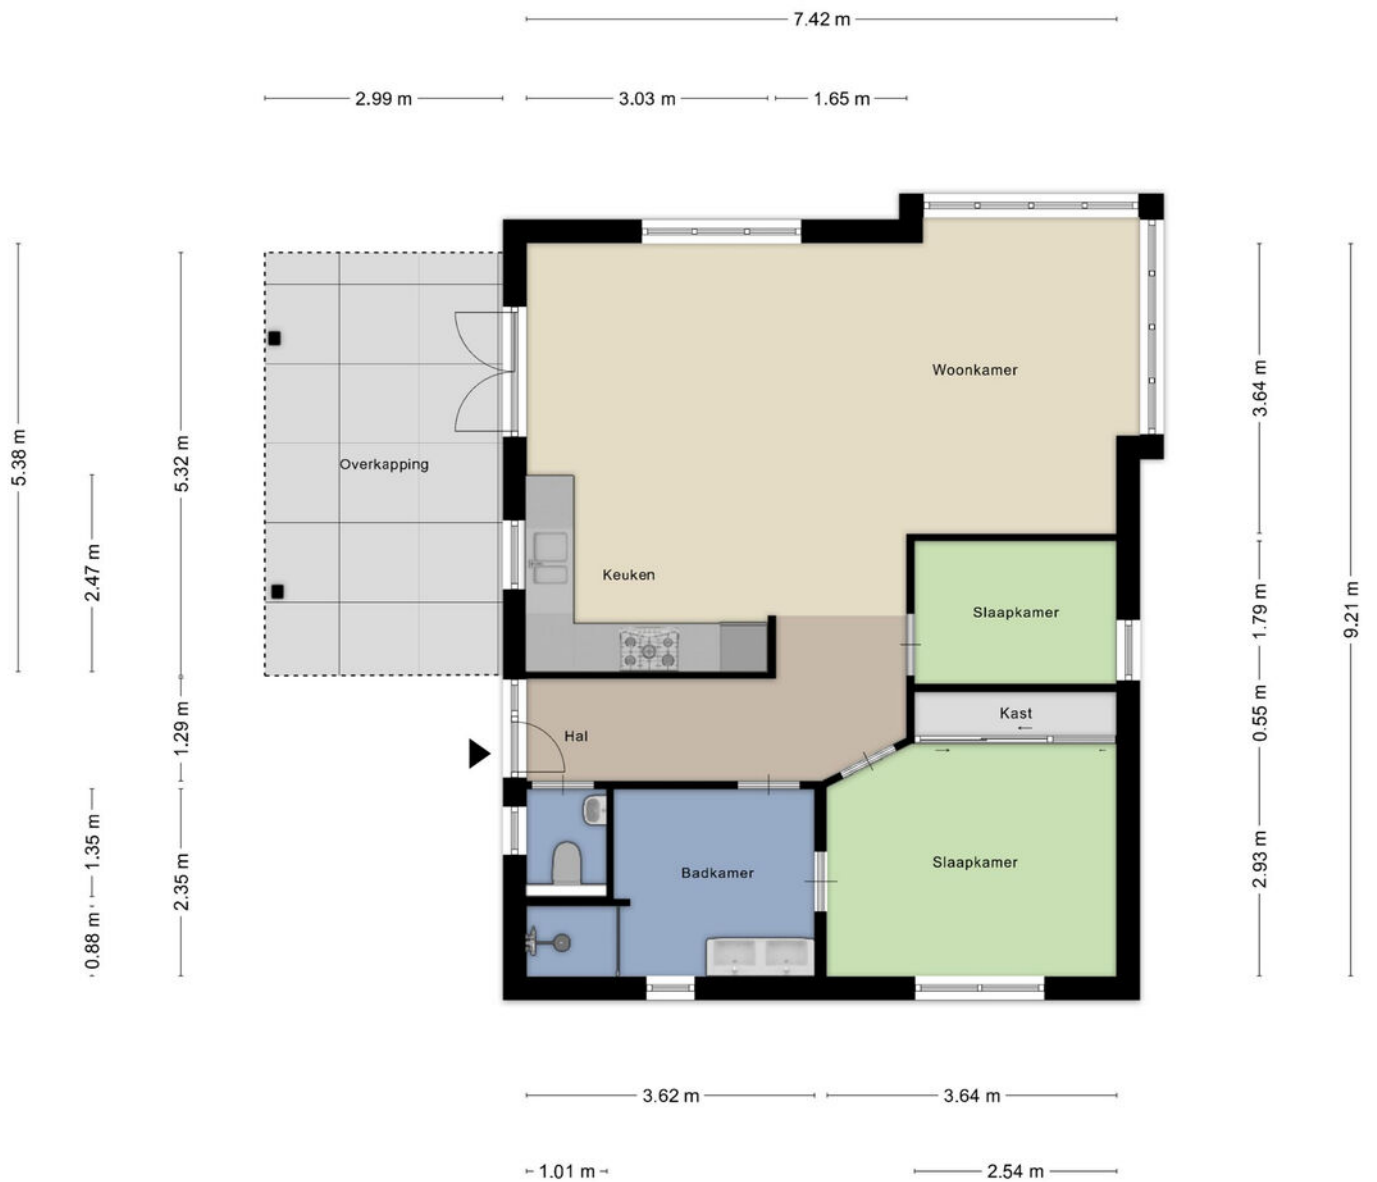 7.42 m
2.99 m
3.03 m
1.65 m
Woonkamer
3.64 m
5.38 m
5.32 m
Overkapping
2.47 m
Keuken
Slaapkamer
1.79 m
9.21 m
Kast
0.55 m
1.29 m
Hal
1.35 m
2.35 m
Badkamer
Slaapkamer
2.93 m
0.88 m
3.62 m
3.64 m
1.01 m
2.54 m